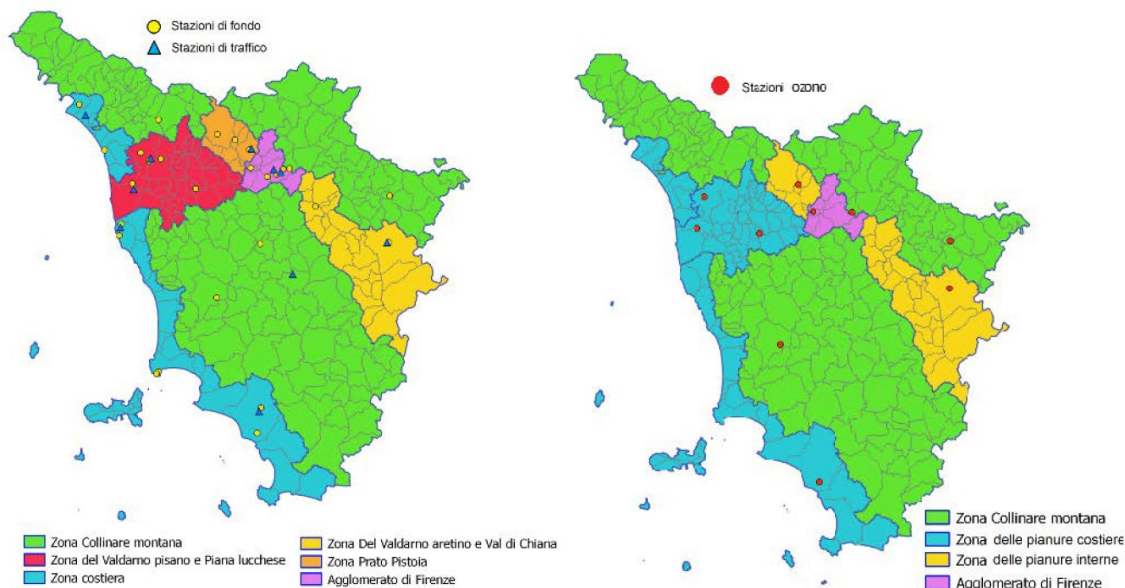 Stazioni di fondo
Stazioni di traffico
Zona Collinare montana
Zona del Valdarno pisano e Piana lucchese
Zona costiera
Zona Del Valdarno aretino e Val di Chiana
Zona Prato Pistoia
Agglomerato di Firenze
Stazioni ozono
Zona Collinare montana
Zona delle pianure costiere
Zona delle pianure interne
Agglomerato di Firenze